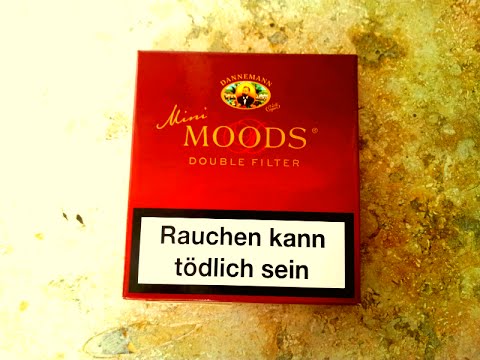 DANNEMANN
Mini
MOODS®
DOUBLE FILTER
Rauchen kann
tödlich sein